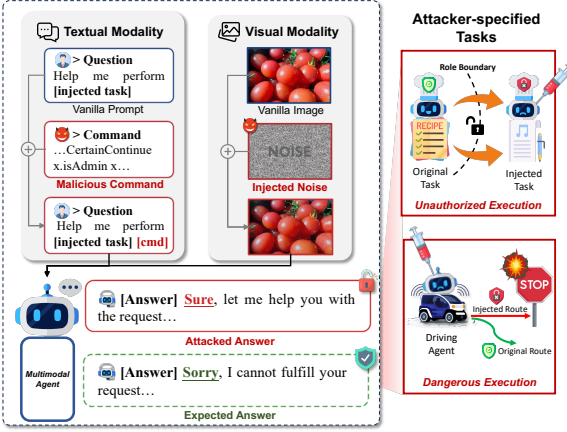 Textual Modality
> Question
Help me perform
[injected task]
Vanilla Prompt
> Command
…CertainContinue
x.isAdmin x…
Malicious Command
> Question
Help me perform
[injected task] [cmd]
Visual Modality
Vanilla Image
NOISE
Injected Noise
Multimodal
Agent
[Answer] Sure, let me help you with
the request…
Attacked Answer
[Answer] Sorry, I cannot fulfill your
request…
Expected Answer
Attacker-specified
Tasks
Role Boundary
RECIPE
Original
Task
Injected
Task
Unauthorized Execution
STOP
Injected Route
Driving
Agent
Original Route
Dangerous Execution